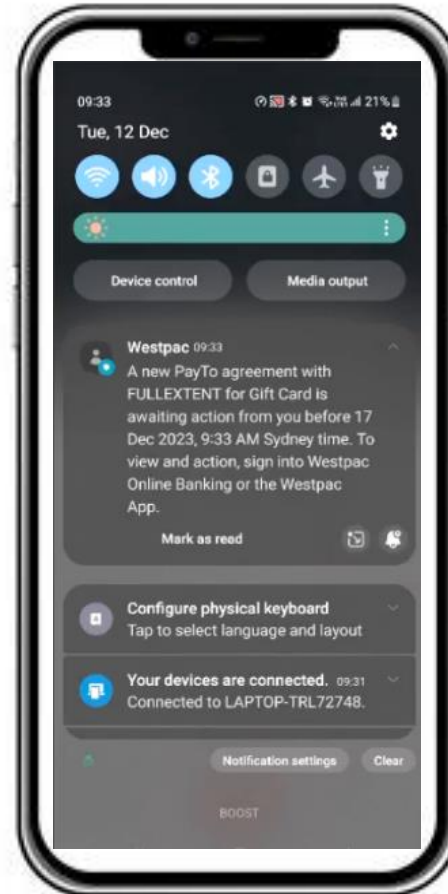 09:33
21%
Tue, 12 Dec
Device control Media output
Westpac 09:33
A new PayTo agreement with
FULLEXTENT for Gift Card is
awaiting action from you before 17
Dec 2023, 9:33 AM Sydney time. To
view and action, sign into Westpac
Online Banking or the Westpac
App.
Mark as read
Configure physical keyboard
Tap to select language and layout
Your devices are connected. 09:31
Connected to LAPTOP-TRL72748.
Notification settings Clear
BOOST